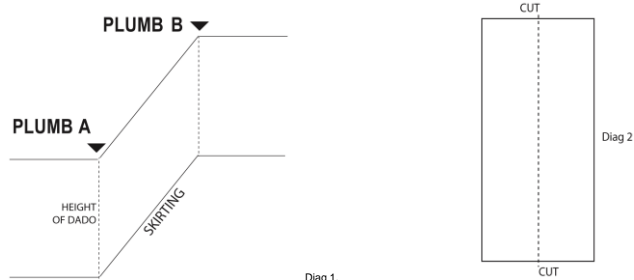 PLUMB B
PLUMB A
HEIGHT
OF DADO
SKIRTING
Diag 1.
CUT
Diag 2
CUT